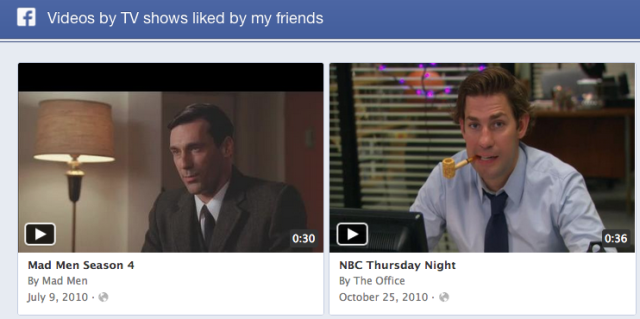 f Videos by TV shows liked by my friends
0:30
0:36
Mad Men Season 4
By Mad Men
July 9, 2010 ·
NBC Thursday Night
By The Office
October 25, 2010 ·